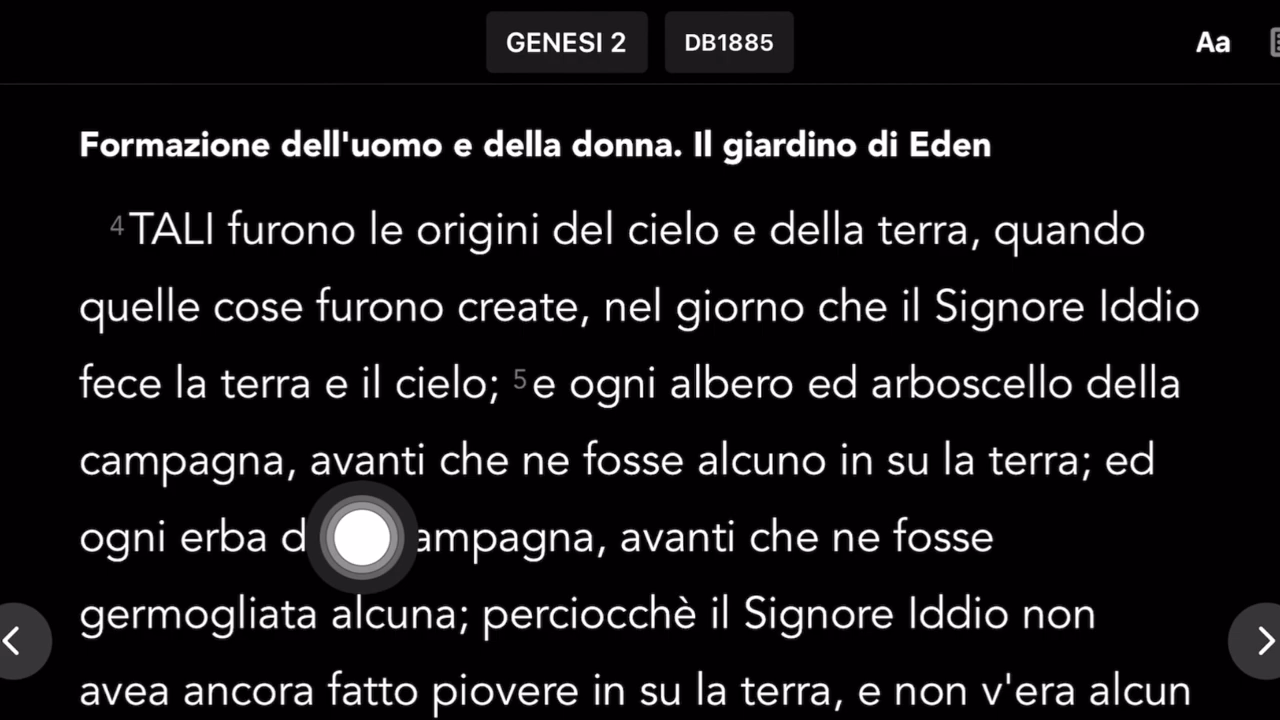 GENESI 2 DB1885 Aa
Formazione dell'uomo e della donna. Il giardino di Eden
4 TALI furono le origini del cielo e della terra, quando
quelle cose furono create, nel giorno che il Signore Iddio
fece la terra e il cielo; 5 e ogni albero ed arboscello della
campagna, avanti che ne fosse alcuno in su la terra; ed
ogni erba avanti che ne fosse
germogliata alcuna; perciocchè il Signore Iddio non
avea ancora fatto piovere in su la terra, e non v'era alcun